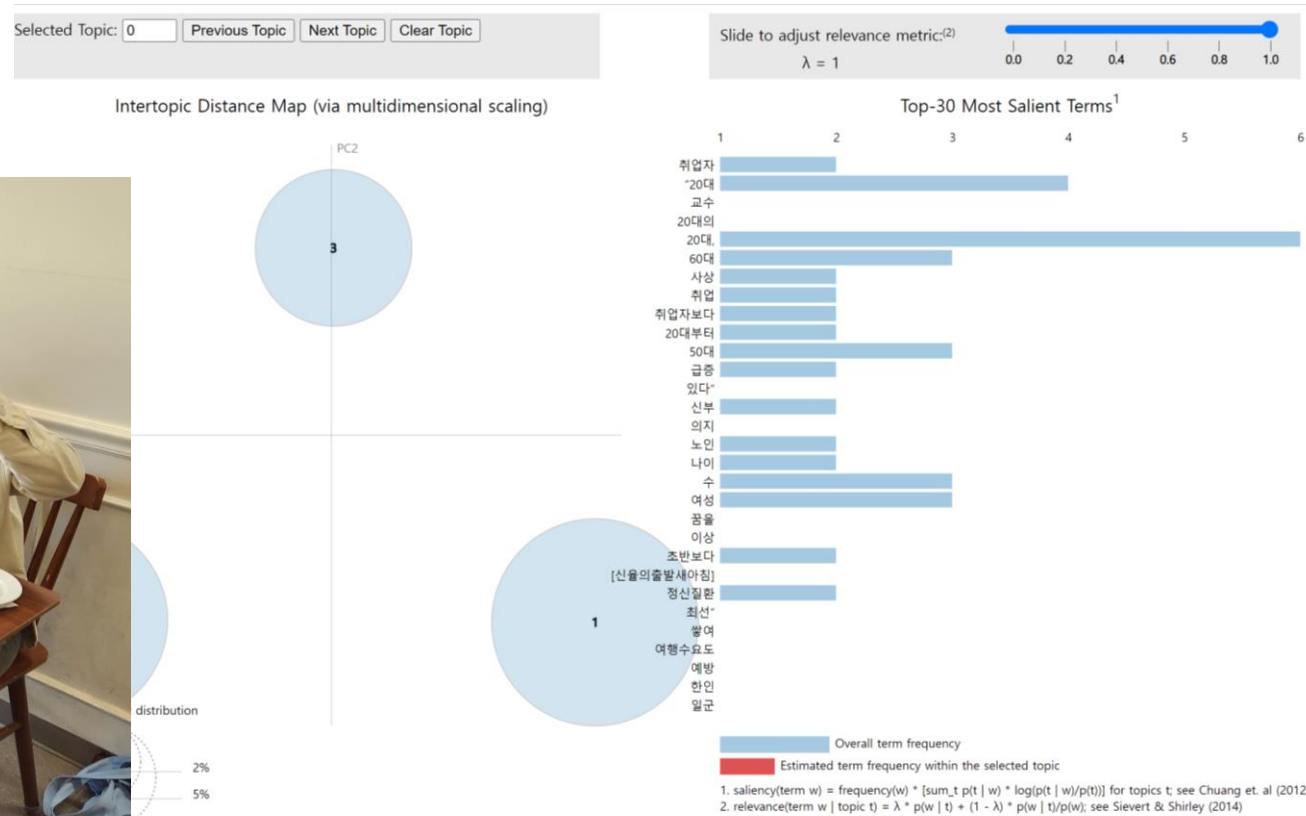 Selected Topic: 0 Previous Topic Next Topic Clear Topic
Slide to adjust relevance metric:(2)
λ = 1
0.0 0.2 0.4 0.6 0.8 1.0
Intertopic Distance Map (via multidimensional scaling)
PC2
3
1
distribution
2%
5%
Top-30 Most Salient Terms1
1 2 3 4 5 6
취업자
"20대
교수
20대의
20대,
60대
사상
취업
취업자보다
20대부터
50대
급증
있다"
신부
의지
노인
나이
수
여성
꿈을
이상
초반보다
[신율의출발새아침]
정신질환
최선"
쌓여
여행수요도
예방
한인
일군
Overall term frequency
Estimated term frequency within the selected topic
1. saliency(term w) = frequency(w) * [sum_t p(t | w) * log(p(t | w)/p(t))] for topics t; see Chuang et. al (2012
2. relevance(term w | topic t) = λ * p(w | t) + (1 - λ) * p(w | t)/p(w); see Sievert & Shirley (2014)